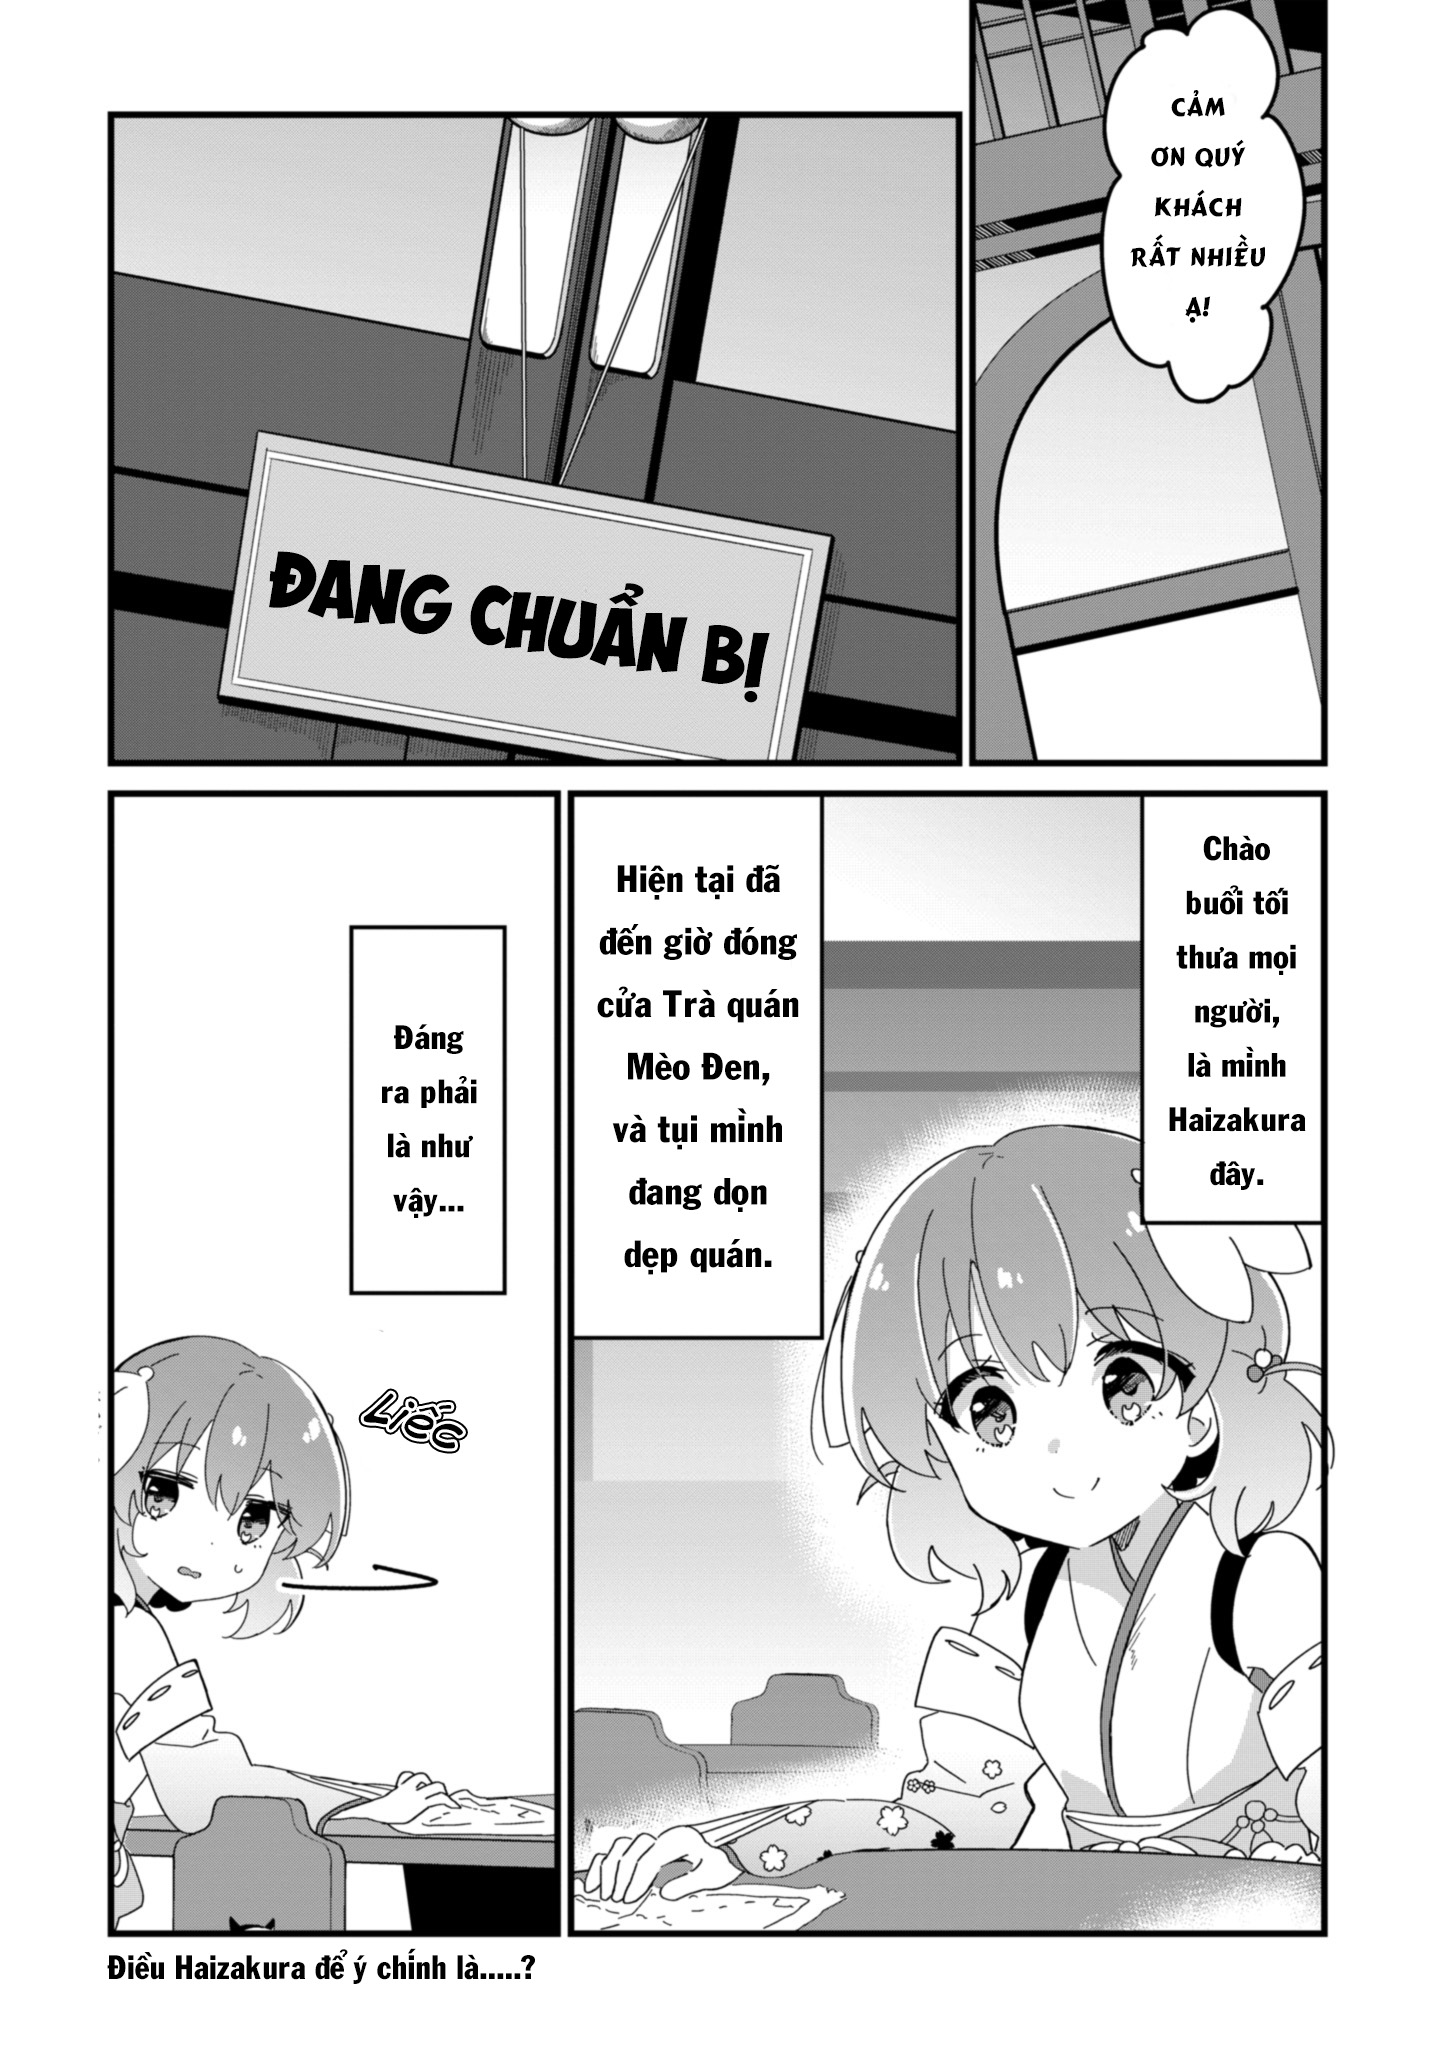 CẢM
ƠN QUÝ
KHÁCH
RẤT NHIỀU
Ạ!
ĐANG CHUẨN BỊ
Chào
buổi tối
thưa mọi
người,
là mình
Haizakura
đây.
Hiện tại đã
đến giờ đóng
cửa Trà quán
Mèo Đen,
và tụi mình
đang dọn
dẹp quán.
Đáng
ra phải
là như
vậy...
Liếc
Điều Haizakura để ý chính là.....?